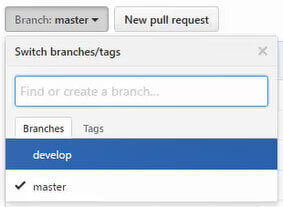 Branch: master New pull request
Switch branches/tags
Find or create a branch...
Branches Tags
develop
master